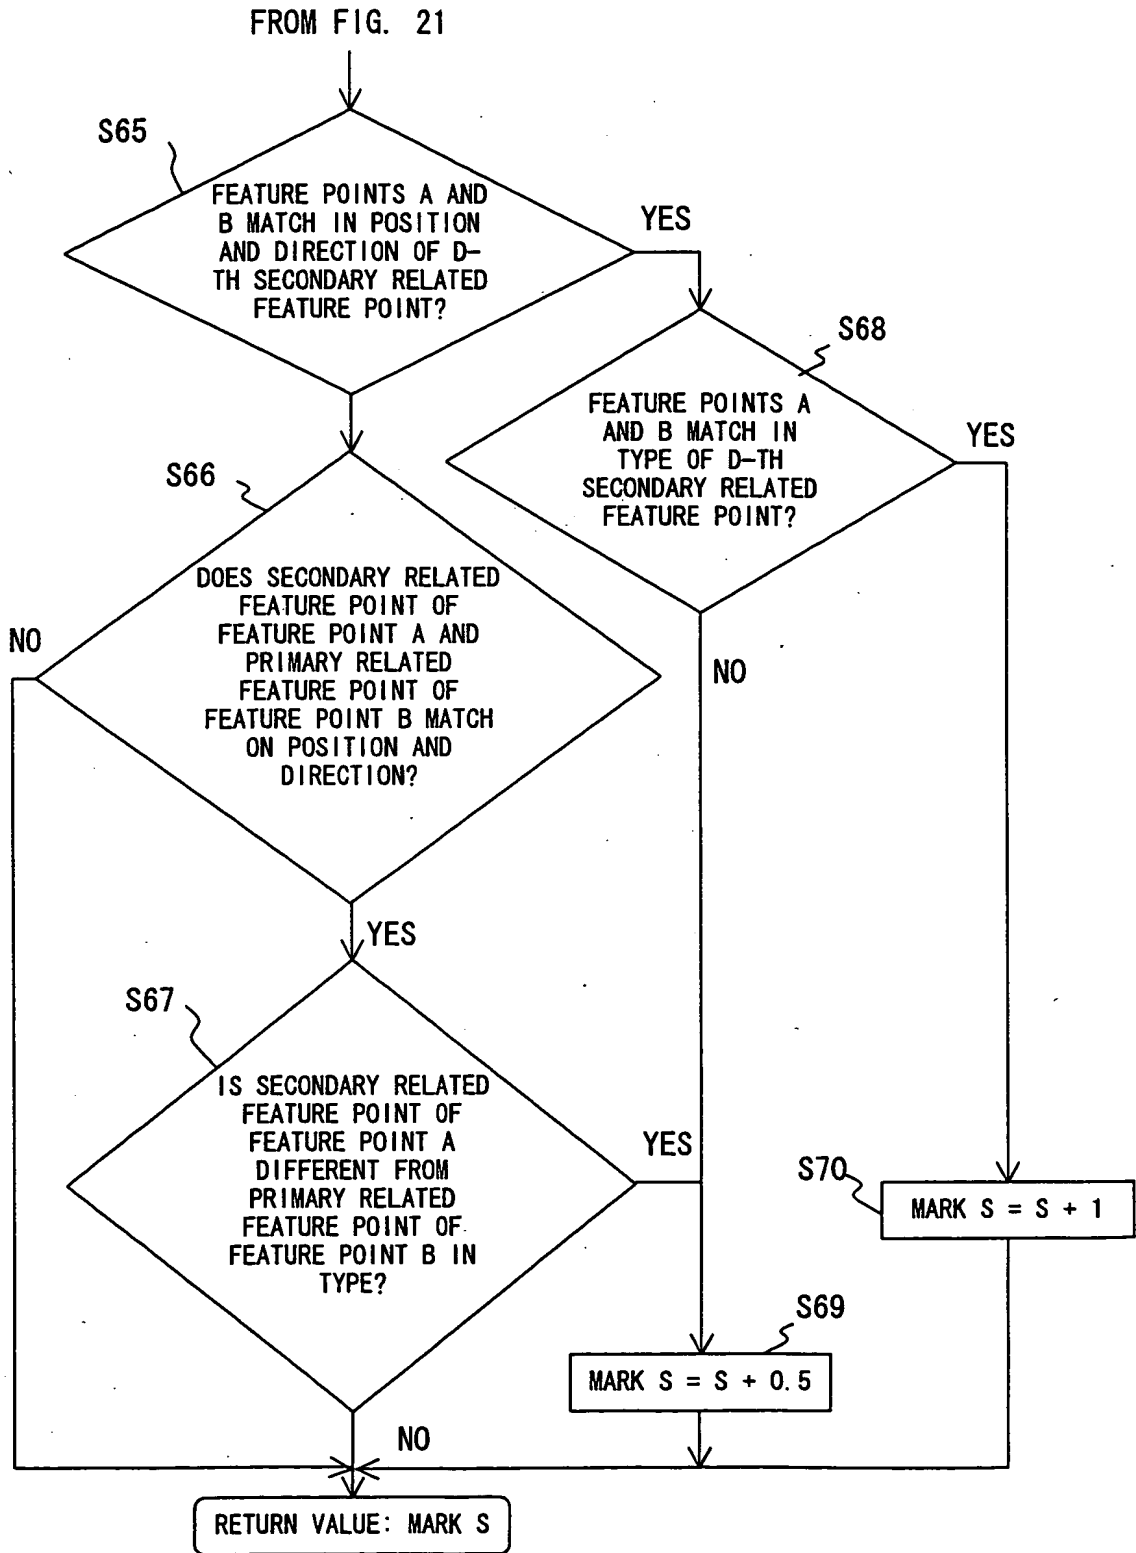 FROM FIG. 21
S65
FEATURE POINTS A AND
B MATCH IN POSITION
AND DIRECTION OF D-
TH SECONDARY RELATED
FEATURE POINT?
YES
S68
FEATURE POINTS A
AND B MATCH IN
TYPE OF D-TH
SECONDARY RELATED
FEATURE POINT?
YES
NO
S66
DOES SECONDARY RELATED
FEATURE POINT OF
FEATURE POINT A AND
PRIMARY RELATED
FEATURE POINT OF
FEATURE POINT B MATCH
ON POSITION AND
DIRECTION?
NO
YES
S67
IS SECONDARY RELATED
FEATURE POINT OF
FEATURE POINT A
DIFFERENT FROM
PRIMARY RELATED
FEATURE POINT OF
FEATURE POINT B IN
TYPE?
YES
NO
S70
MARK S = S + 1
S69
MARK S = S + 0.5
RETURN VALUE: MARK S